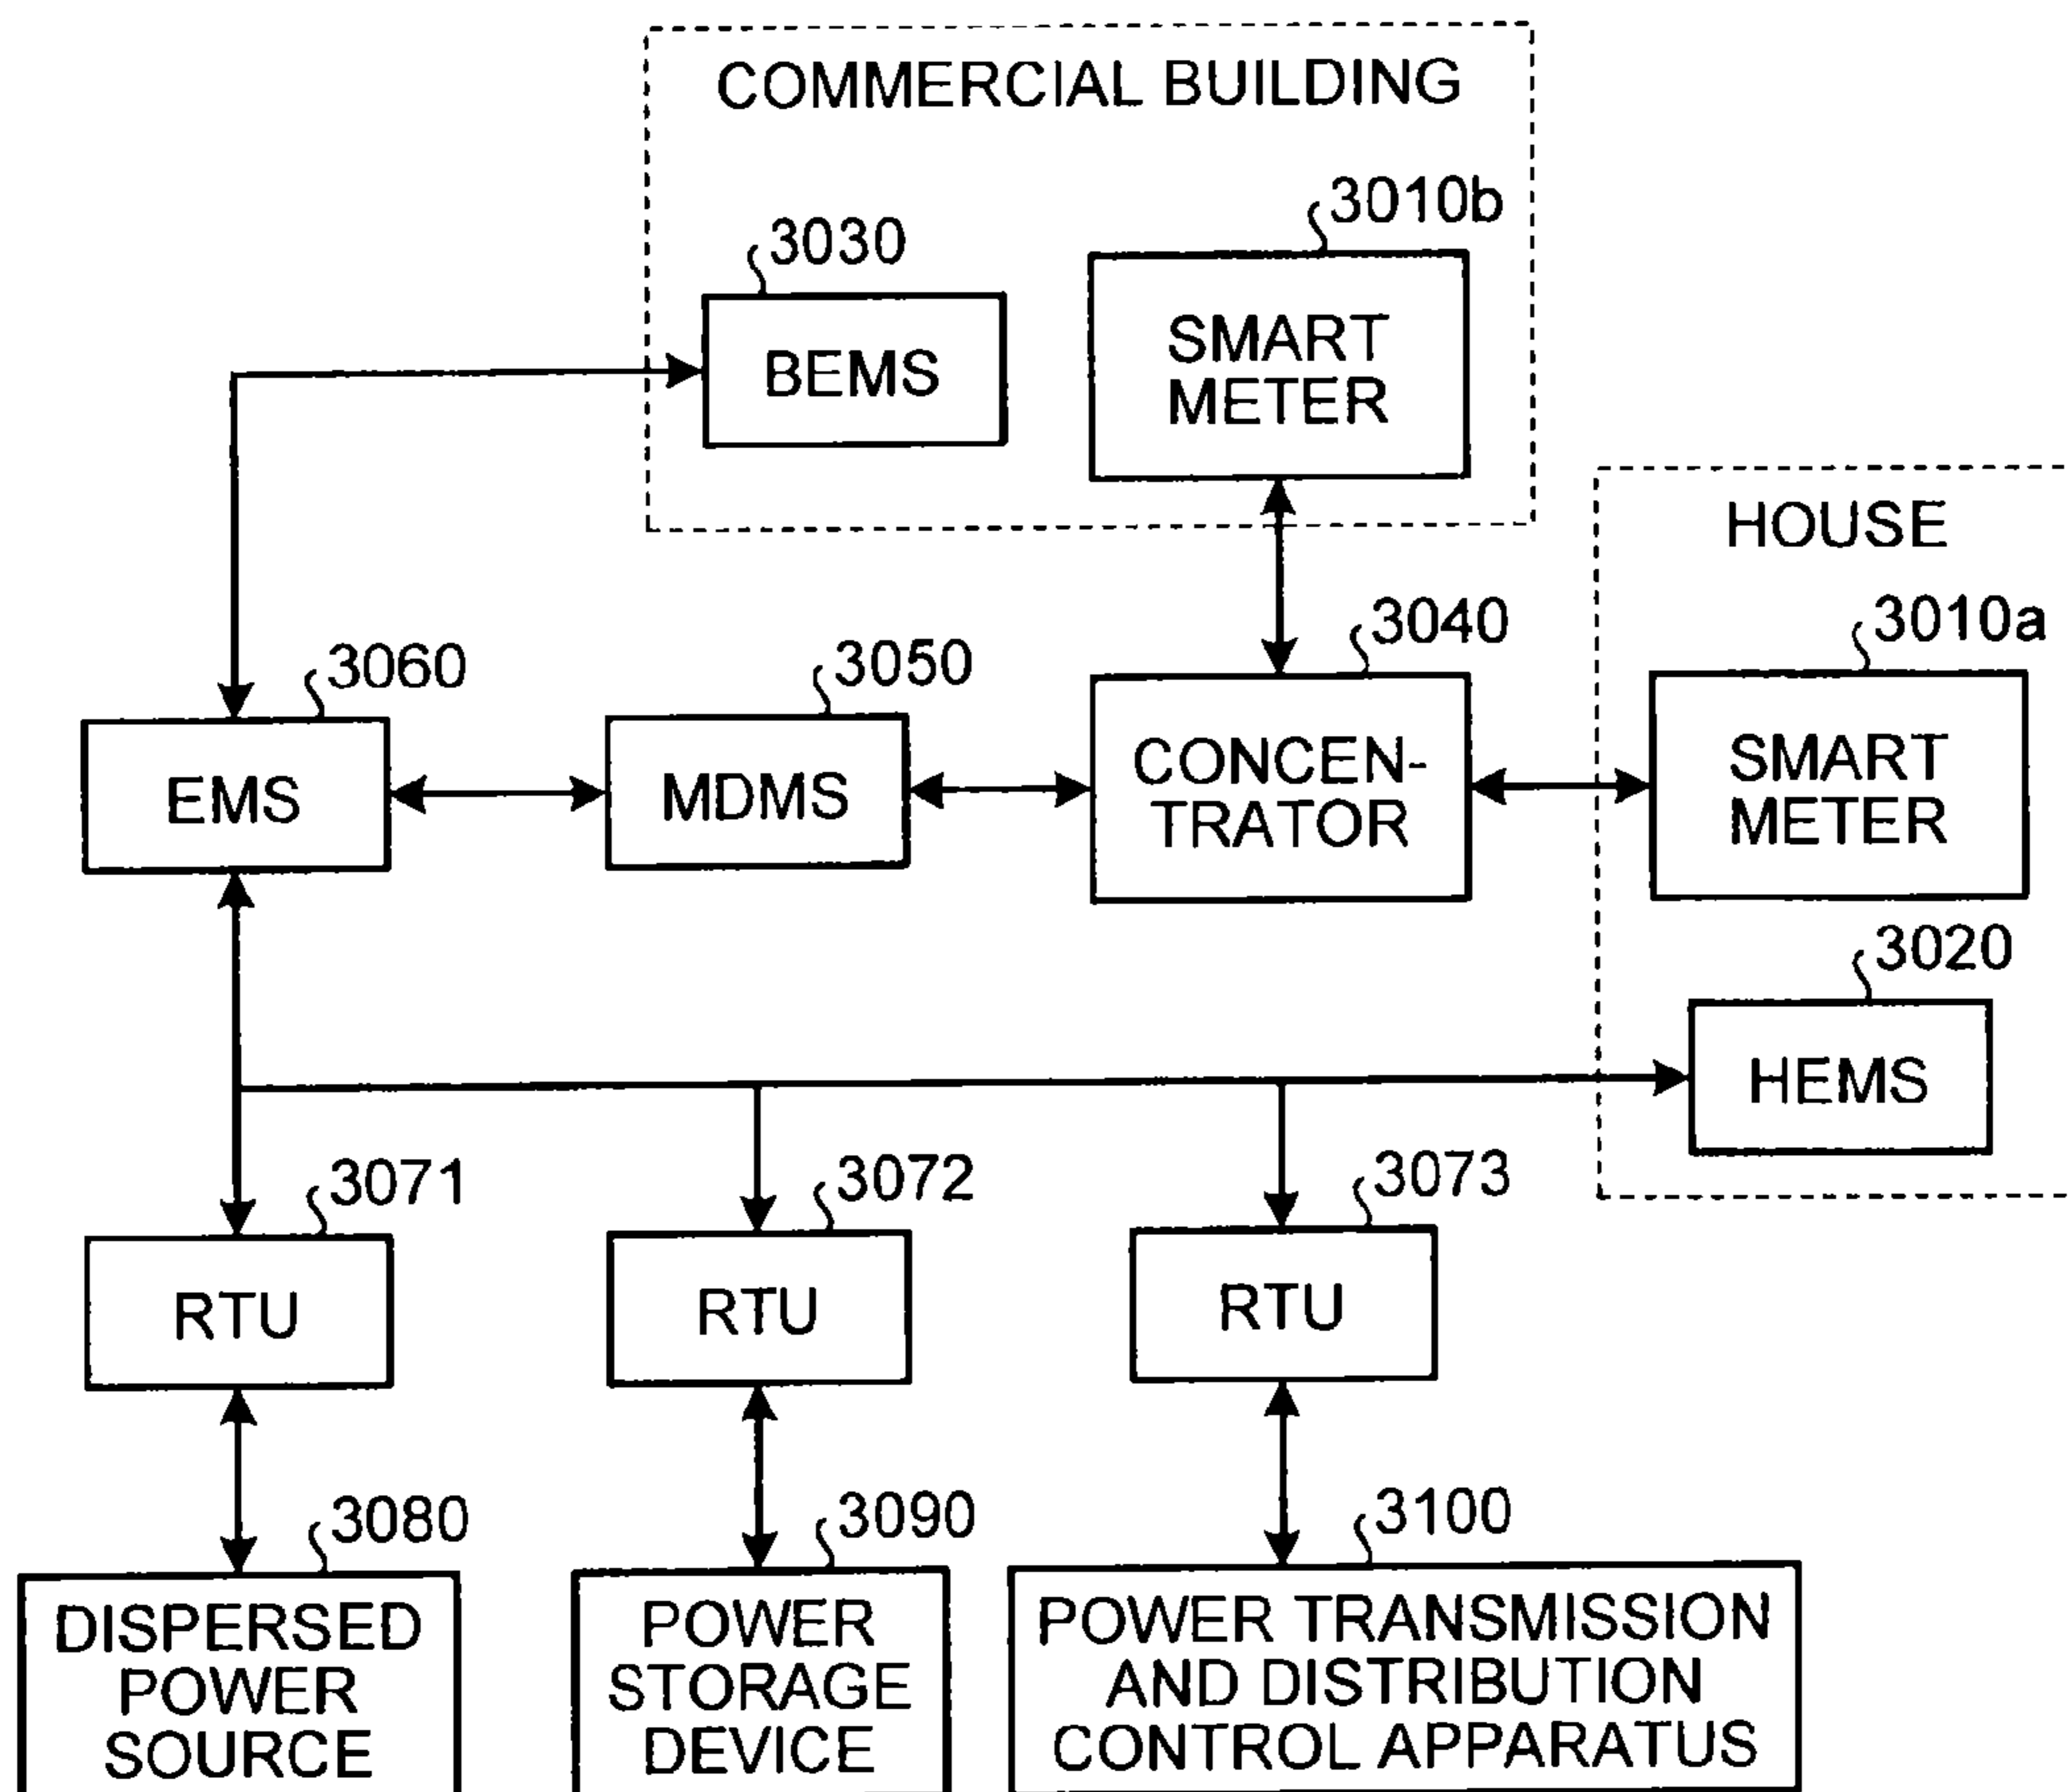 COMMERCIAL BUILDING
3010b
3030
SMART
METER
BEMS
HOUSE
3010a
3040
3050
3060
SMART
METER
CONCEN-
TRATOR
MDMS
EMS
3020
HEMS
3071
3072
3073
RTU
RTU
RTU
3080
3090
3100
DISPERSED
POWER
SOURCE
POWER
STORAGE
DEVICE
POWER TRANSMISSION
AND DISTRIBUTION
CONTROL APPARATUS